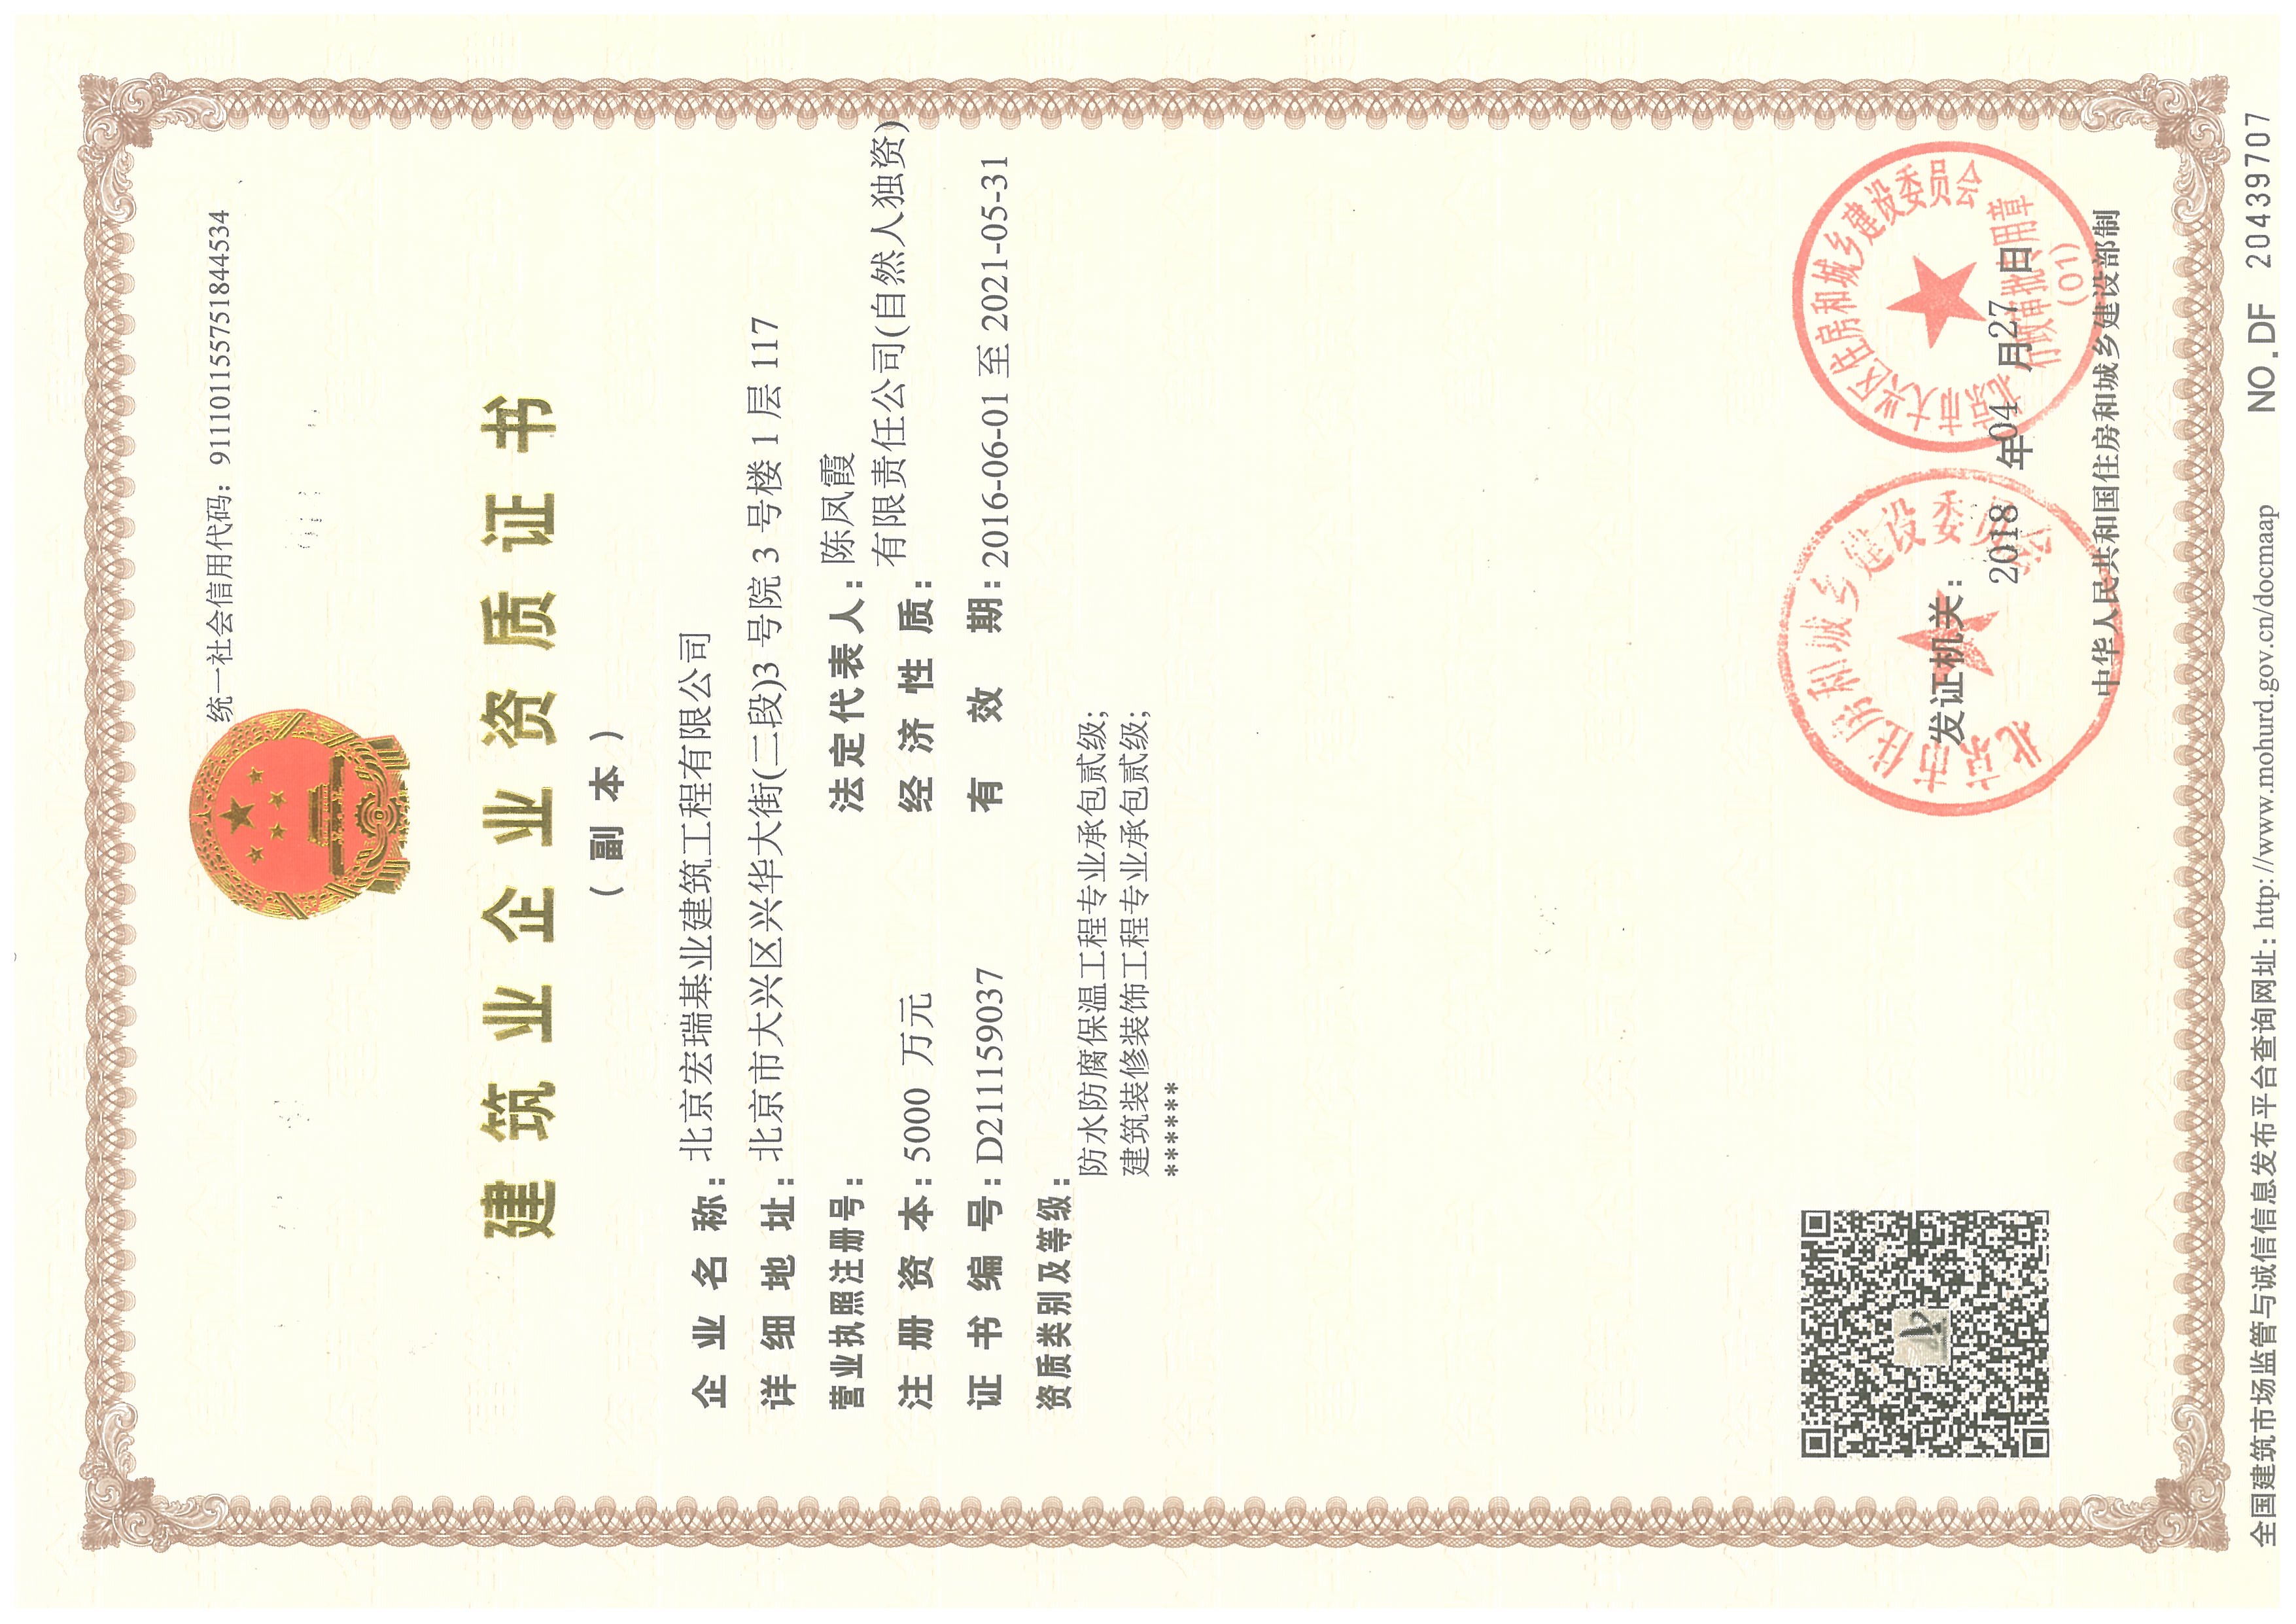 统一社会信用代码：911101155751844534
建筑业企业资质证书
（副本）
企业名称：北京宏瑞基业建筑工程有限公司
详细地址：北京市大兴区兴华大街(二段)3 号院 3 号楼 1 层 117
营业执照注册号： 法定代表人：陈凤霞
注册资本：5000 万元 经济性质：有限责任公司(自然人独资)
证书编号：D211159037 有效期：2016-06-01 至 2021-05-31
资质类别及等级：
防水防腐保温工程专业承包贰级;
建筑装修装饰工程专业承包贰级;
******
北京市住房和城乡建设委员会
北京市大兴区住房和城乡建设委员会
行政审批专用章
(01)
发证机关：
2018 年04 月27 日
中华人民共和国住房和城乡建设部制
全国建筑市场监管与诚信信息发布平台查询网址：http://www.mohurd.gov.cn/docmaap
NO.DF 20439707